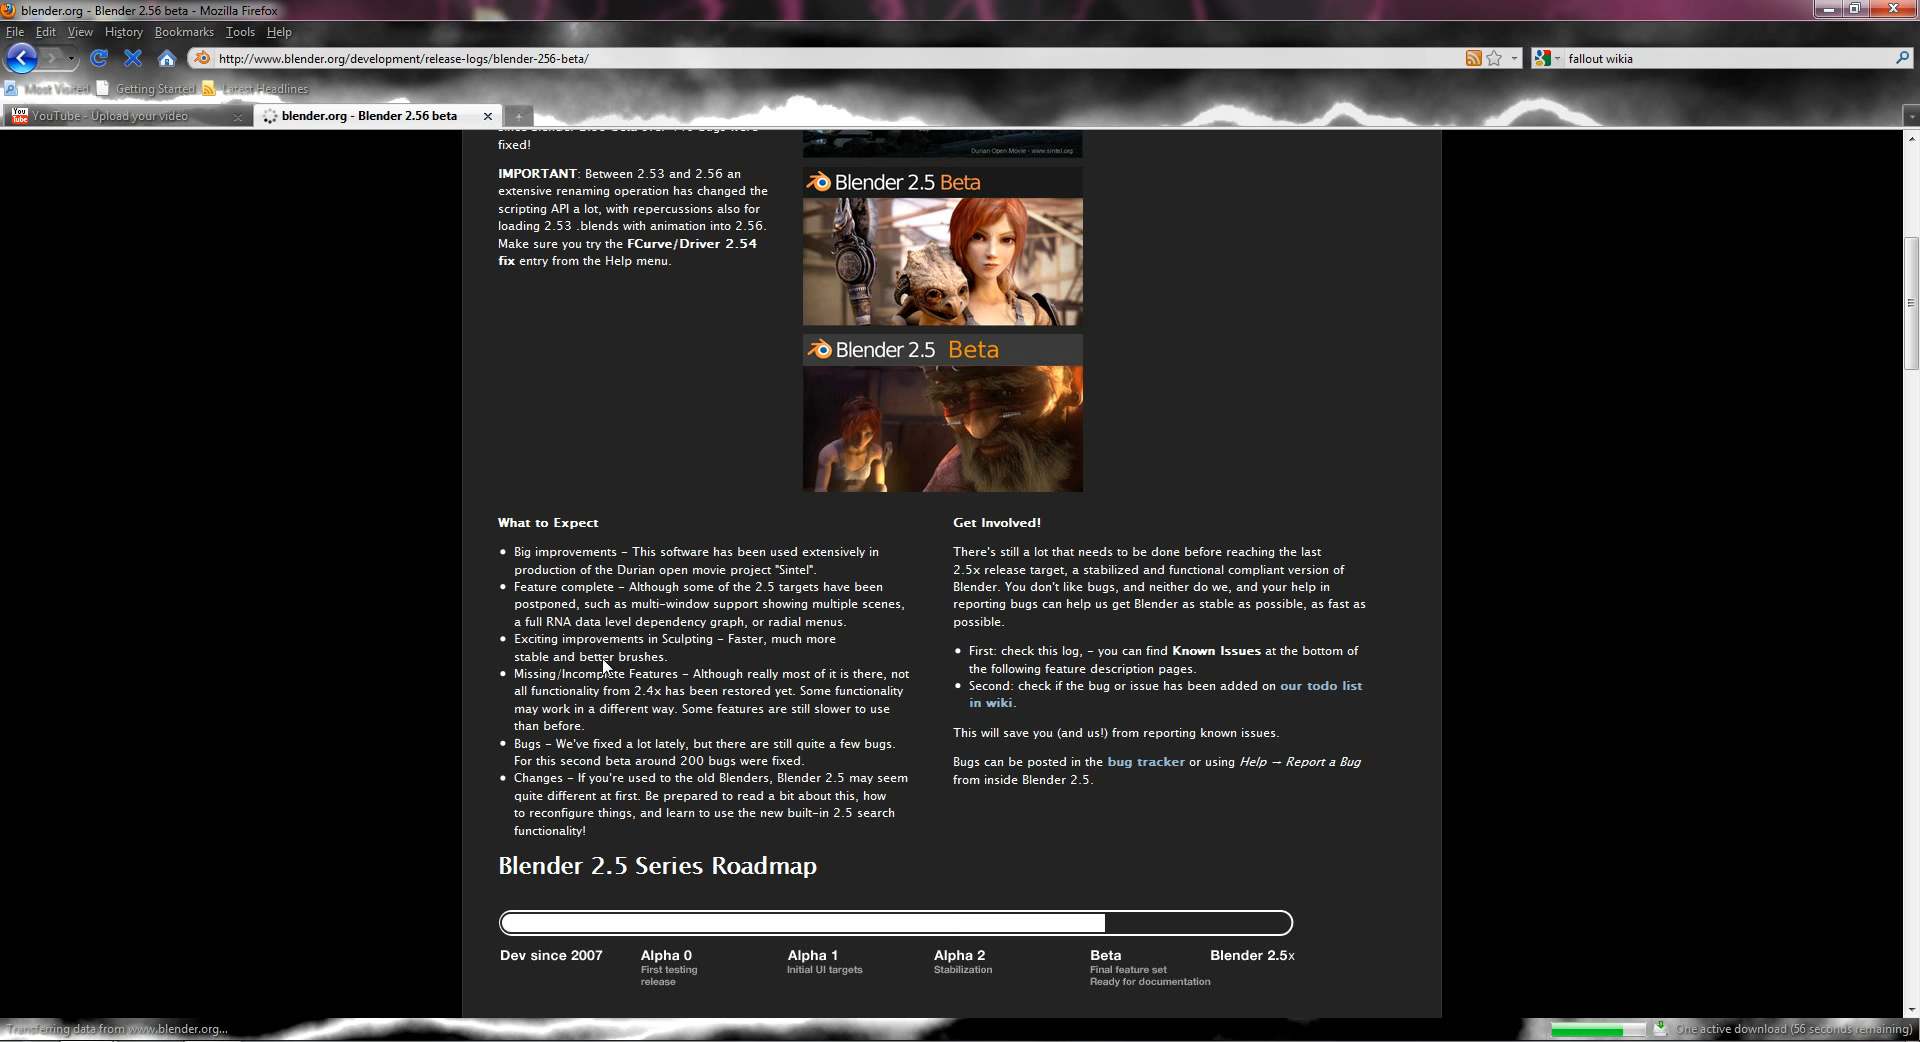 blender.org - Blender 2.56 beta - Mozilla Firefox
File Edit View History Bookmarks Tools Help
http://www.blender.org/development/release-logs/blender-256-beta/
fallout wikia
Most Visited Getting Started Latest Headlines
YouTube - Upload your video
blender.org - Blender 2.56 beta
fixed!
IMPORTANT: Between 2.53 and 2.56 an
extensive renaming operation has changed the
scripting API a lot, with repercussions also for
loading 2.53 .blends with animation into 2.56.
Make sure you try the FCurve/Driver 2.54
fix entry from the Help menu.
Durian Open Movie - www.sintel.org
Blender 2.5 Beta
Blender 2.5 Beta
What to Expect
Big improvements – This software has been used extensively in
production of the Durian open movie project "Sintel".
Feature complete – Although some of the 2.5 targets have been
postponed, such as multi-window support showing multiple scenes,
a full RNA data level dependency graph, or radial menus.
Exciting improvements in Sculpting – Faster, much more
stable and better brushes.
Missing/Incomplete Features – Although really most of it is there, not
all functionality from 2.4x has been restored yet. Some functionality
may work in a different way. Some features are still slower to use
than before.
Bugs – We've fixed a lot lately, but there are still quite a few bugs.
For this second beta around 200 bugs were fixed.
Changes – If you're used to the old Blenders, Blender 2.5 may seem
quite different at first. Be prepared to read a bit about this, how
to reconfigure things, and learn to use the new built-in 2.5 search
functionality!
Get Involved!
There's still a lot that needs to be done before reaching the last
2.5x release target, a stabilized and functional compliant version of
Blender. You don't like bugs, and neither do we, and your help in
reporting bugs can help us get Blender as stable as possible, as fast as
possible.
First: check this log, – you can find Known Issues at the bottom of
the following feature description pages.
Second: check if the bug or issue has been added on our todo list
in wiki.
This will save you (and us!) from reporting known issues.
Bugs can be posted in the bug tracker or using Help → Report a Bug
from inside Blender 2.5.
Blender 2.5 Series Roadmap
Dev since 2007
Alpha 0
First testing
release
Alpha 1
Initial UI targets
Alpha 2
Stabilization
Beta
Final feature set
Ready for documentation
Blender 2.5x
Transferring data from www.blender.org...
One active download (56 seconds remaining)